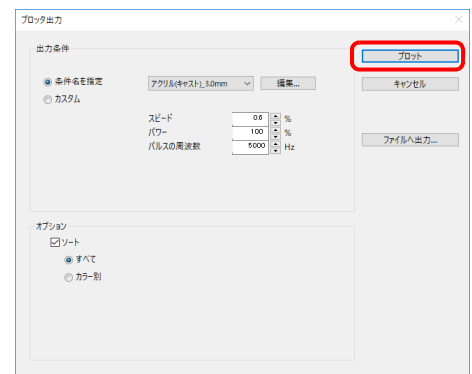 プロッタ出力
出力条件
プロット
条件名を指定 アクリル(キャスト)_3.0mm 編集... キャンセル
カスタム
スピード 0.6 %
パワー 100 % ファイルへ出力...
パルスの周波数 5000 Hz
オプション
ソート
すべて
カラー別